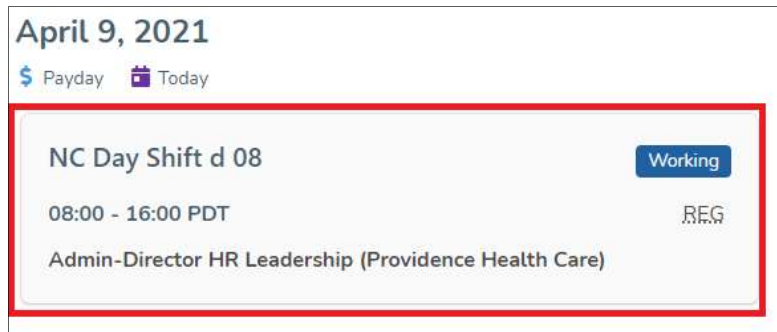 April 9, 2021
Payday Today
NC Day Shift d 08 Working
08:00 - 16:00 PDT REG
Admin-Director HR Leadership (Providence Health Care)